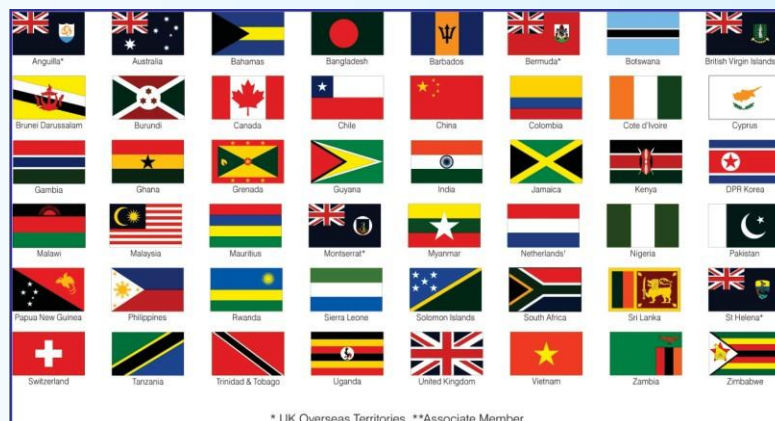 Anguilla* Australia Bahamas Bangladesh Barbados Bermuda* Botswana British Virgin Islands
Brunei Darussalam Burundi Canada Chile China Colombia Cote d'Ivoire Cyprus
Gambia Ghana Grenada Guyana India Jamaica Kenya DPR Korea
Malawi Malaysia Mauritius Montserrat* Myanmar Netherlands† Nigeria Pakistan
Papua New Guinea Philippines Rwanda Sierra Leone Solomon Islands South Africa Sri Lanka St Helena*
Switzerland Tanzania Trinidad & Tobago Uganda United Kingdom Vietnam Zambia Zimbabwe
* UK Overseas Territories **Associate Member